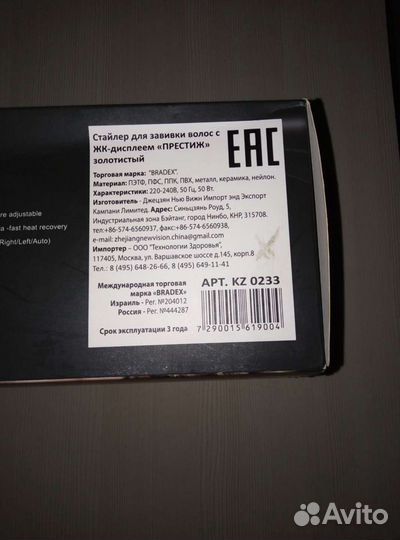 Стайлер для завивки волос с
ЖК-дисплеем «ПРЕСТИЖ»
золотистый
EAC
Торговая марка: "BRADEX".
Материал: ПЭТФ, ПФС, ППК, ПВХ, металл, керамика, нейлон.
Характеристики: 220-240В, 50 Гц, 50 Вт.
Изготовитель - Джецзян Нью Вижн Импорт энд Экспорт
Кампани Лимитед. Адрес: Синьцзянь Роуд, 5,
Индустриальная зона Бэйтанг, город Нинбо, КНР, 315708.
тел:+86-574-6560937, факс:+86-574-6560938,
e-mail: zhejiangnewvision.china@gmail.com
Импортер – ООО "Технологии Здоровья",
117405, Москва, ул. Варшавское шоссе д.145, корп.8
Тел.: 8 (495) 648-26-66, 8 (495) 649-11-41
Международная торговая
марка «BRADEX»
Израиль - Рег. №204012
Россия - Рег. №444287
Срок эксплуатации 3 года
АРТ. KZ 0233
7 290015 619004
re adjustable
a -fast heat recovery
Right/Left/Auto)
Avito